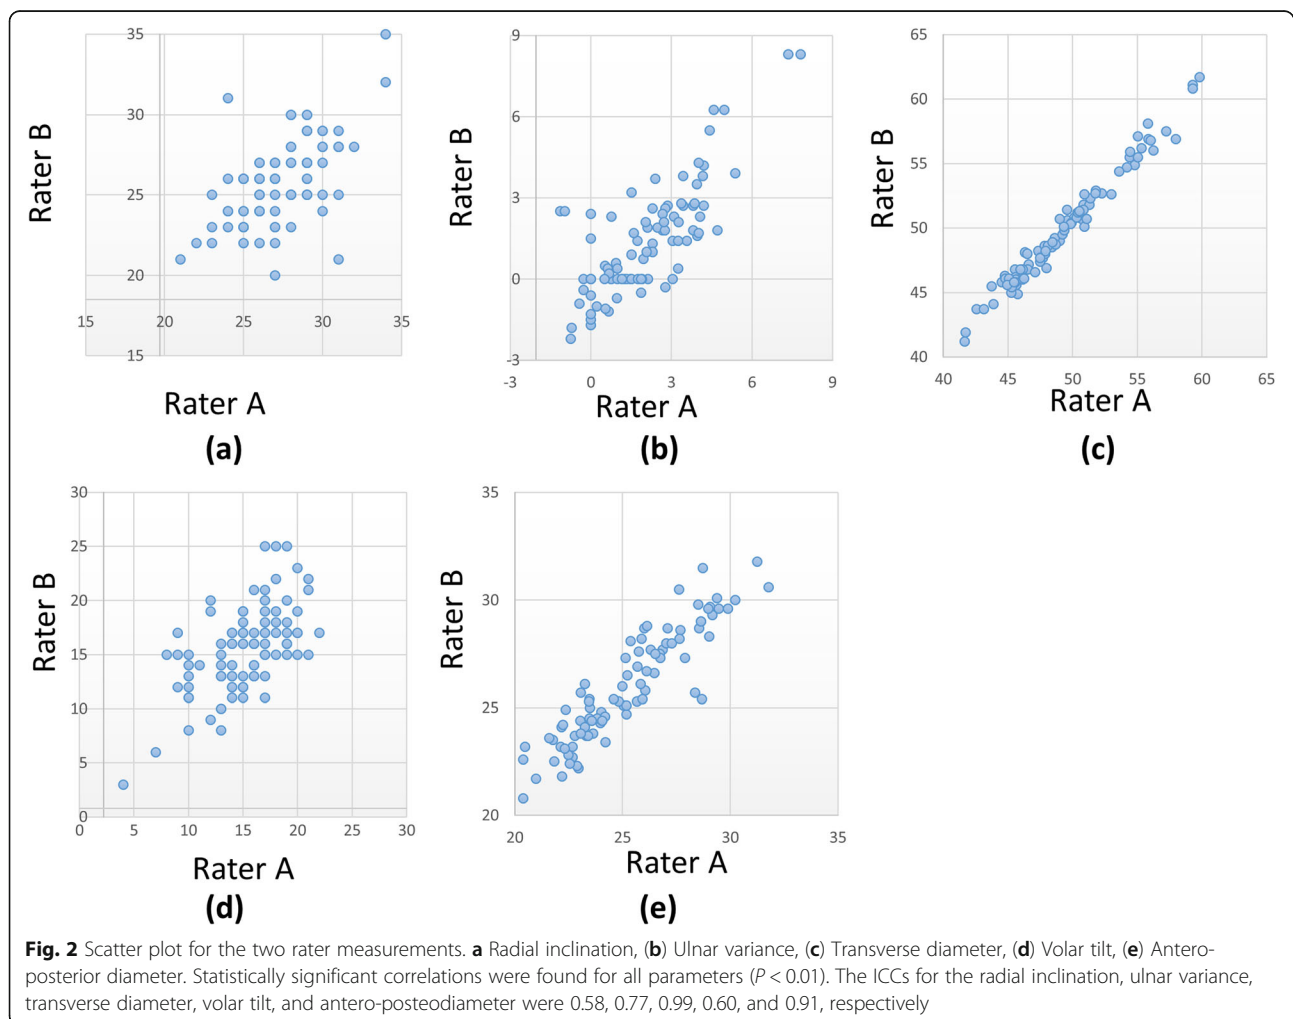 35
30
25
20
15
15 20 25 30 35
Rater B
Rater A
(a)
9
6
3
0
-3
-3 0 3 6 9
Rater B
Rater A
(b)
65
60
55
50
45
40
40 45 50 55 60 65
Rater B
Rater A
(c)
30
25
20
15
10
5
0
0 5 10 15 20 25 30
Rater B
Rater A
(d)
35
30
25
20
20 25 30 35
Rater B
Rater A
(e)
Fig. 2 Scatter plot for the two rater measurements. a Radial inclination, (b) Ulnar variance, (c) Transverse diameter, (d) Volar tilt, (e) Antero-
posterior diameter. Statistically significant correlations were found for all parameters (P < 0.01). The ICCs for the radial inclination, ulnar variance,
transverse diameter, volar tilt, and antero-posteodiameter were 0.58, 0.77, 0.99, 0.60, and 0.91, respectively